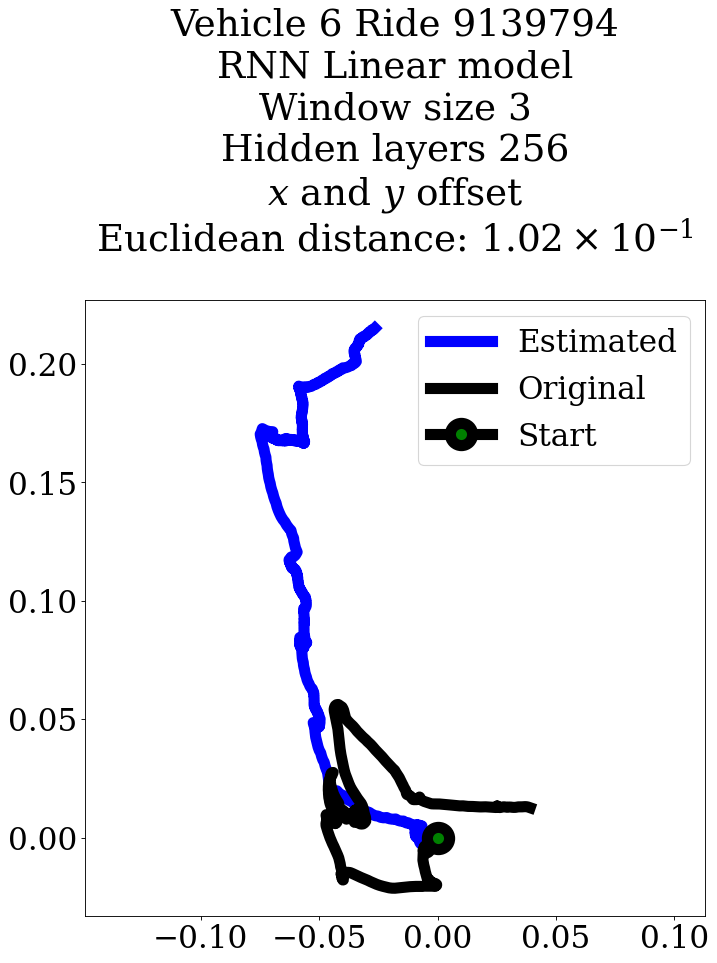 Vehicle 6 Ride 9139794
RNN Linear model
Window size 3
Hidden layers 256
x and y offset
Euclidean distance: 1.02 × 10⁻¹
Estimated
Original
Start
0.20
0.15
0.10
0.05
0.00
−0.10
−0.05
0.00
0.05
0.10